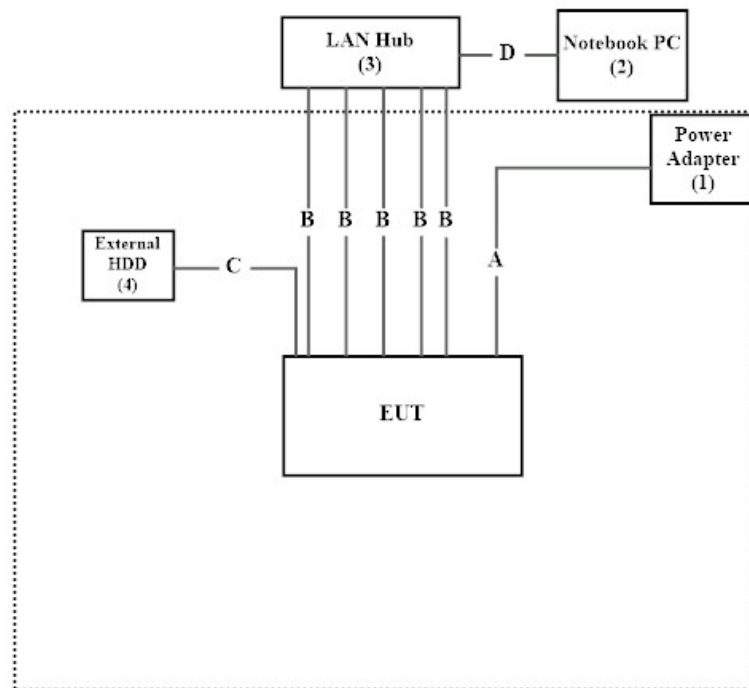 LAN Hub
(3)
D
Notebook PC
(2)
Power
Adapter
(1)
B B B B B
A
External
HDD
(4)
C
EUT